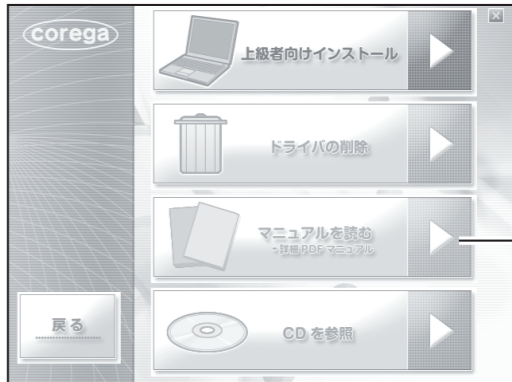 corega
上級者向けインストール
ドライバの削除
マニュアルを読む
-詳細PDFマニュアル
戻る
CDを参照